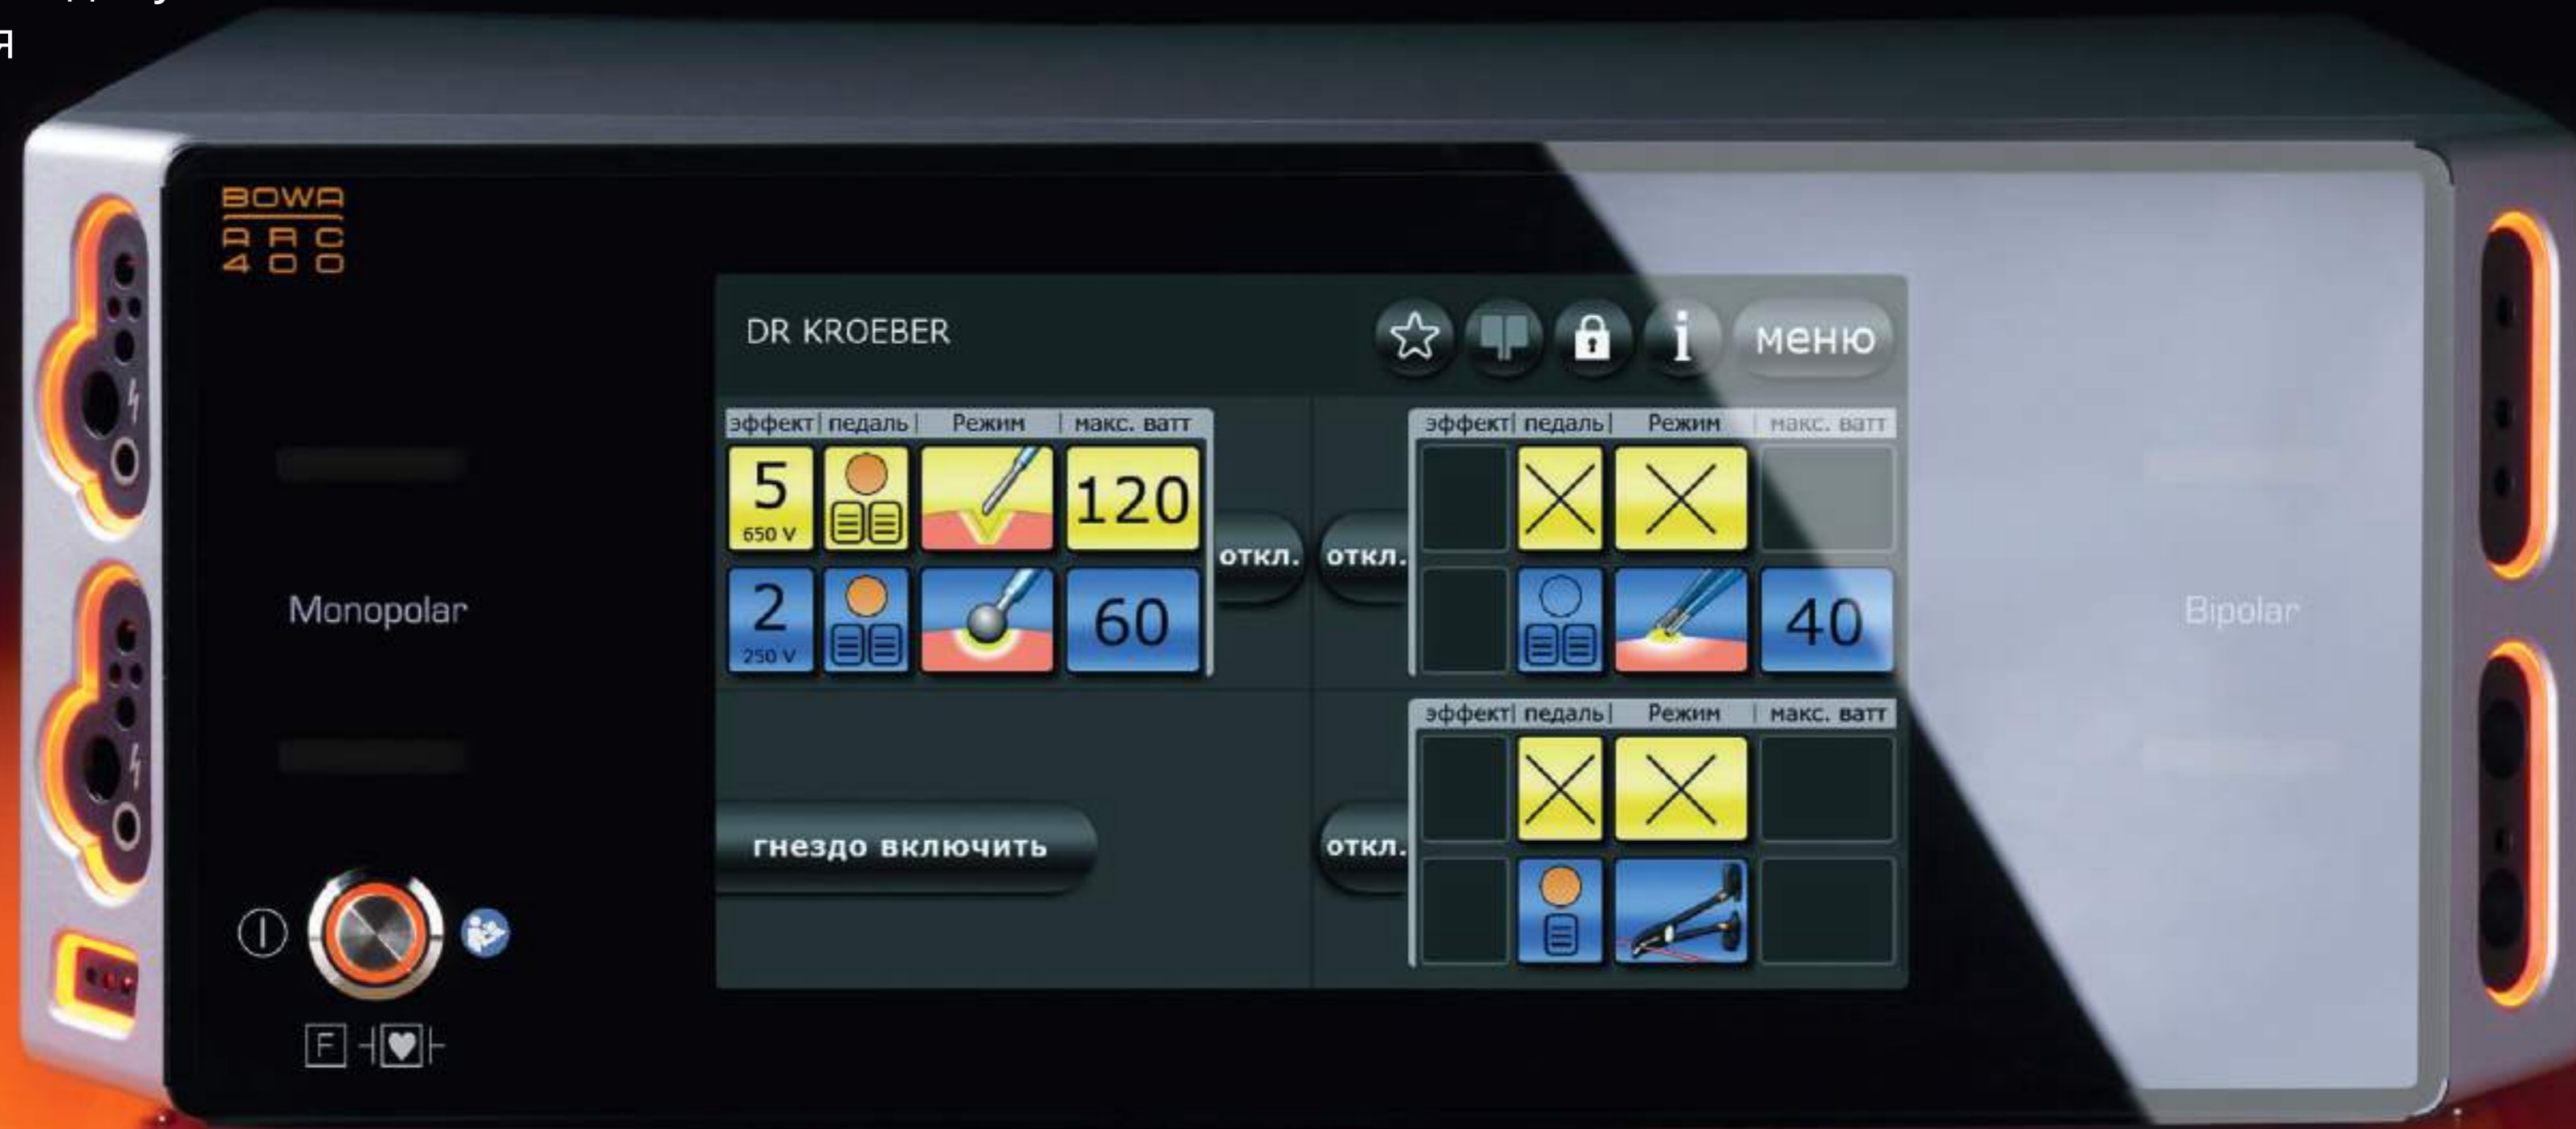 я
BOWA
ARC
400
DR KROEBER
i
меню
эффект педаль Режим макс. ватт
5
650 V
120
откл.
2
250 V
60
эффект педаль Режим макс. ватт
откл.
40
Monopolar
Bipolar
гнездо включить
эффект педаль Режим макс. ватт
откл.
F